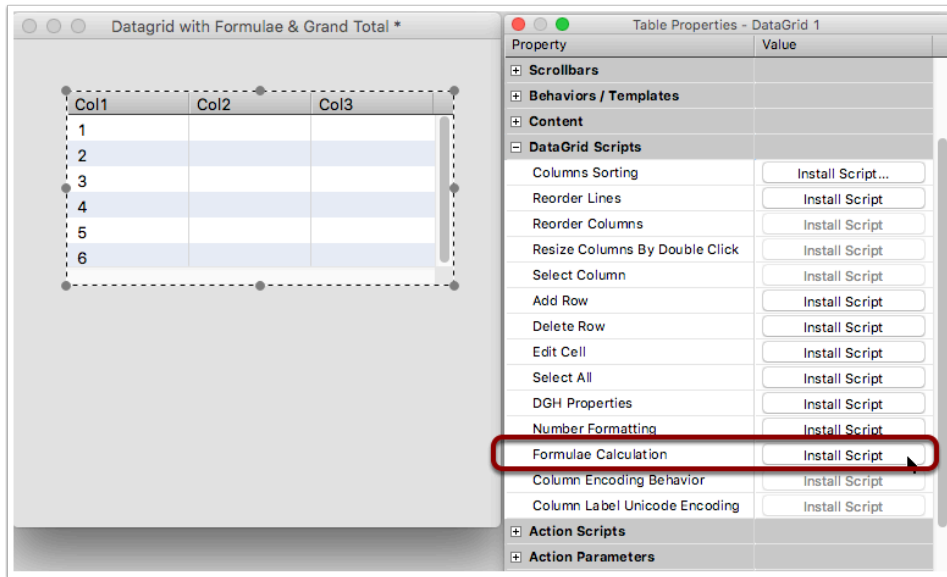 Datagrid with Formulae & Grand Total *
Col1 Col2 Col3
1
2
3
4
5
6
Table Properties - DataGrid 1
Property Value
Scrollbars
Behaviors / Templates
Content
DataGrid Scripts
Columns Sorting Install Script...
Reorder Lines Install Script
Reorder Columns Install Script
Resize Columns By Double Click Install Script
Select Column Install Script
Add Row Install Script
Delete Row Install Script
Edit Cell Install Script
Select All Install Script
DGH Properties Install Script
Number Formatting Install Script
Formulae Calculation Install Script
Column Encoding Behavior Install Script
Column Label Unicode Encoding Install Script
Action Scripts
Action Parameters